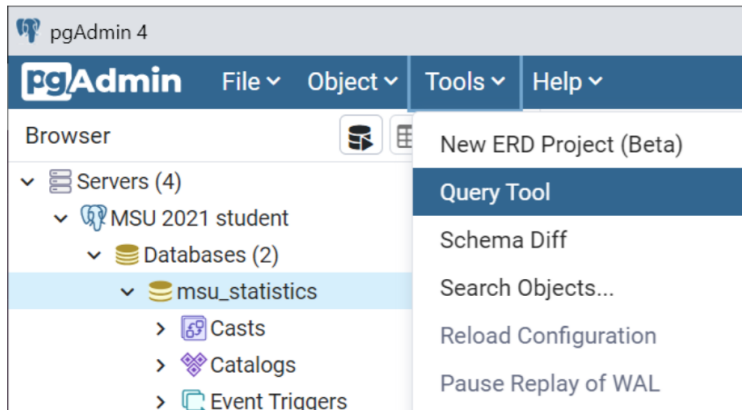 pgAdmin 4
pgAdmin File Object Tools Help
Browser
Servers (4)
MSU 2021 student
Databases (2)
msu_statistics
Casts
Catalogs
Event Triggers
New ERD Project (Beta)
Query Tool
Schema Diff
Search Objects...
Reload Configuration
Pause Replay of WAL